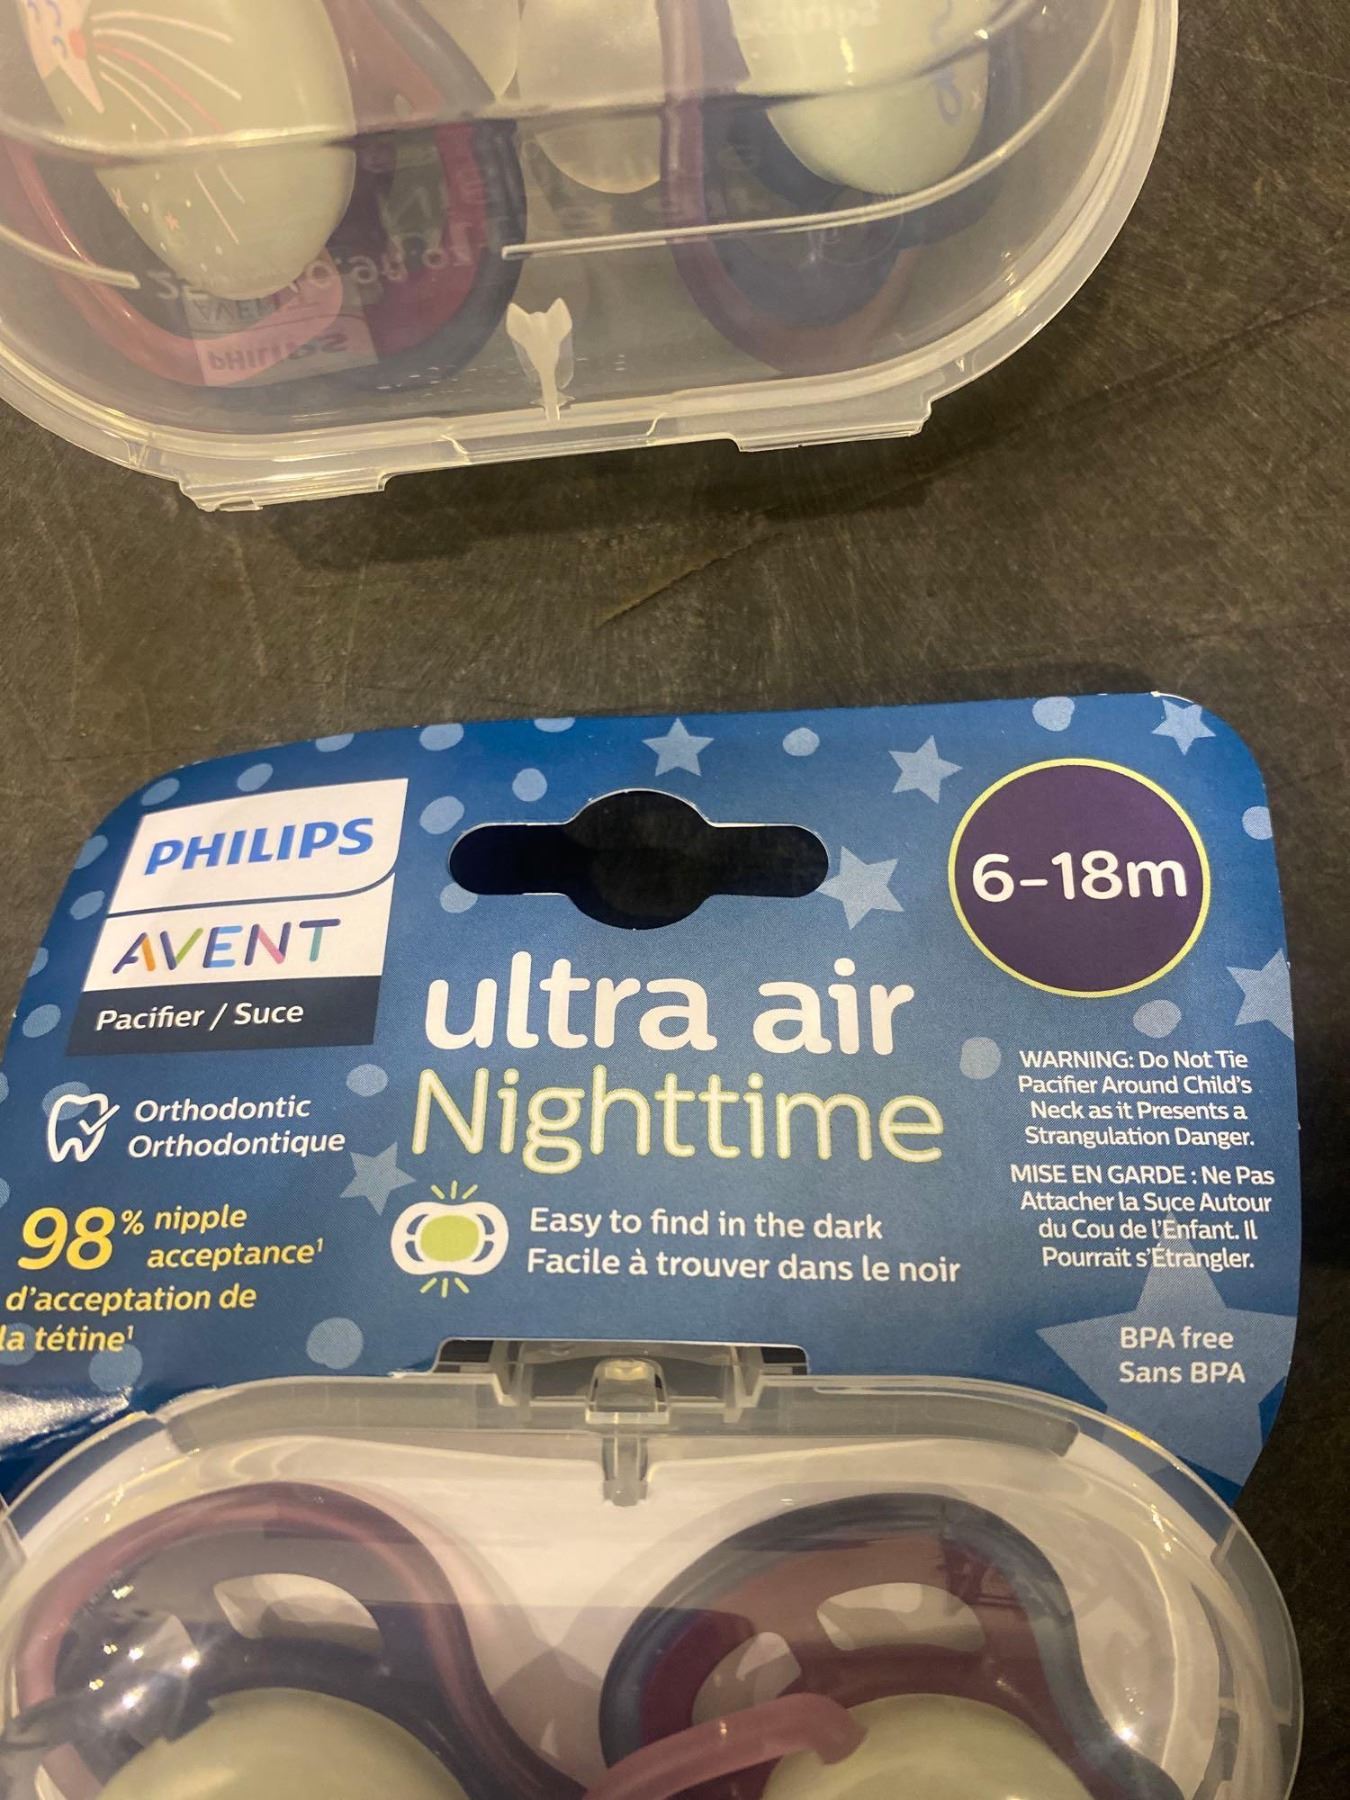 PHILIPS
PHILIPS
AVENT
Pacifier / Suce
6-18m
ultra air
Nighttime
Orthodontic
Orthodontique
98% nipple
acceptance¹
d'acceptation de
la tétine¹
Easy to find in the dark
Facile à trouver dans le noir
WARNING: Do Not Tie
Pacifier Around Child's
Neck as it Presents a
Strangulation Danger.
MISE EN GARDE : Ne Pas
Attacher la Suce Autour
du Cou de l'Enfant. Il
Pourrait s'Étrangler.
BPA free
Sans BPA